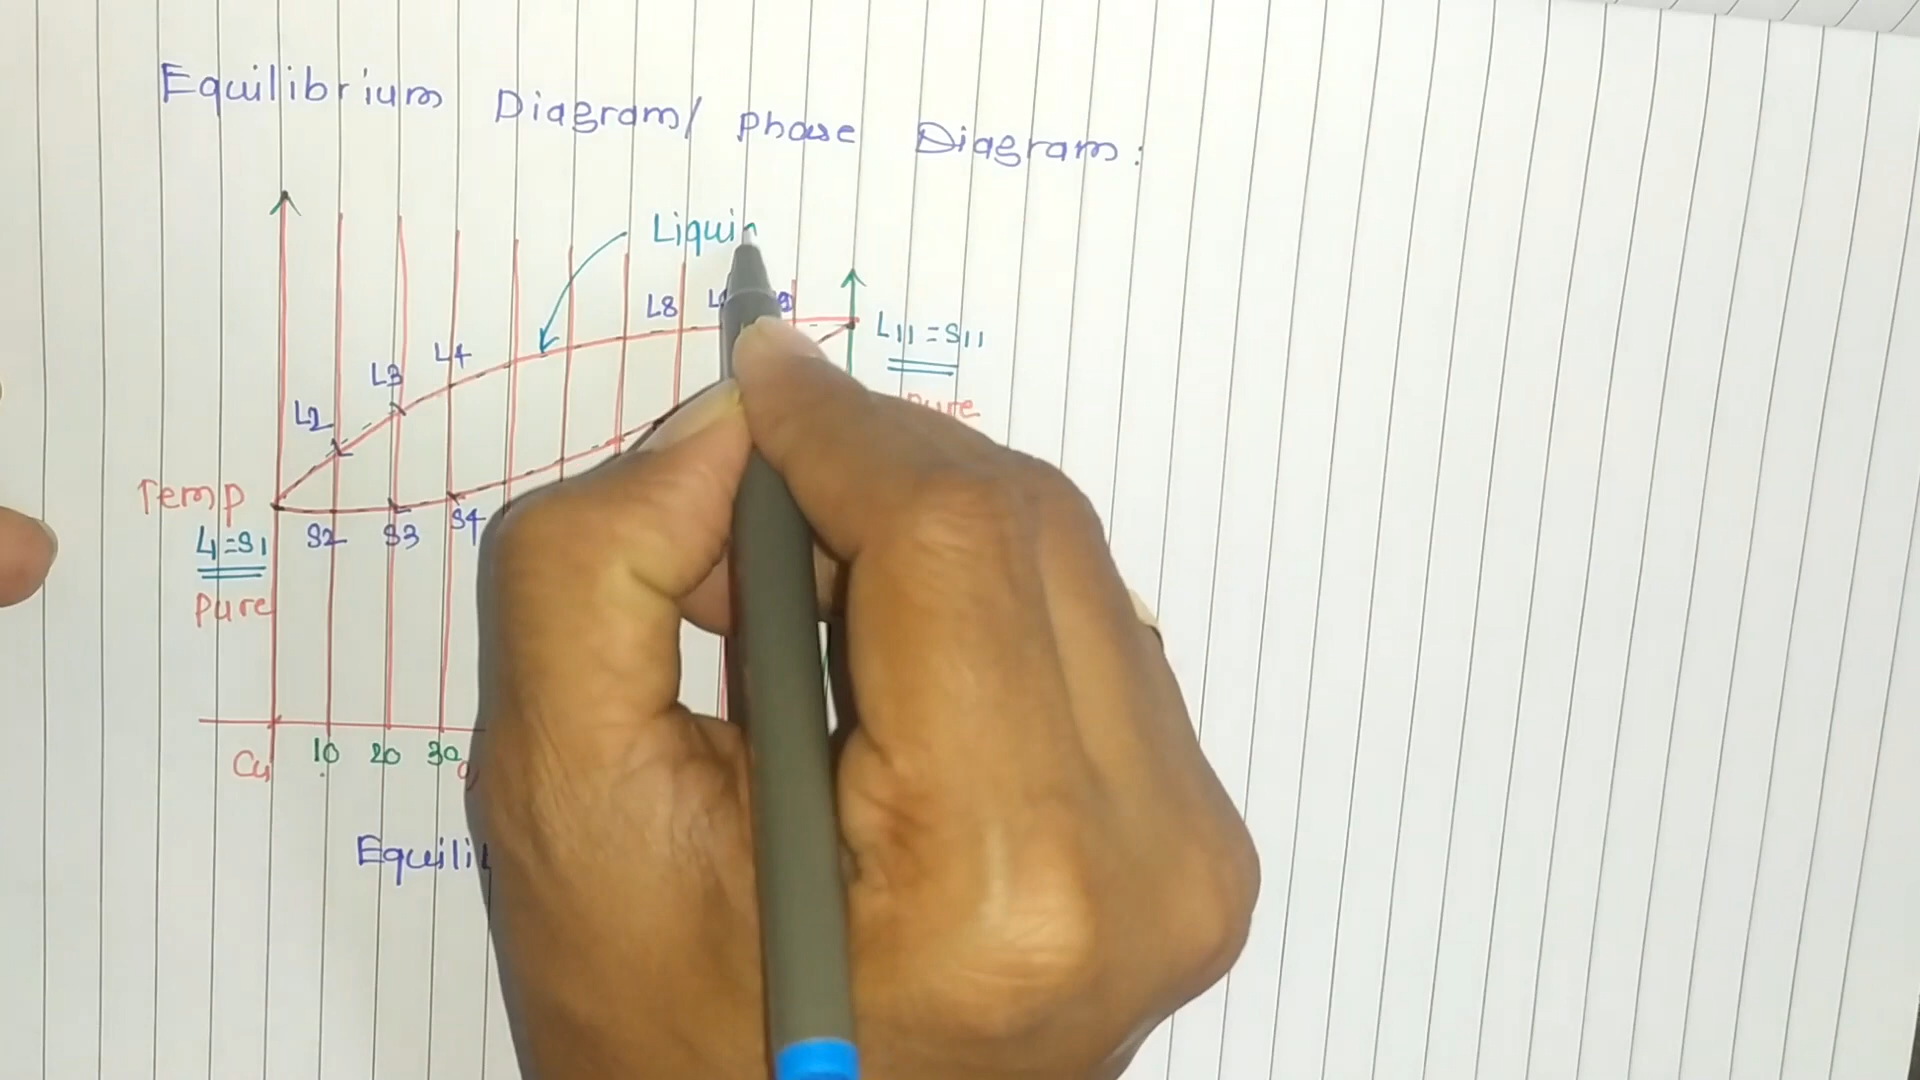 Equilibrium Diagram/ Phase Diagram:
Liqui
L8
L11 = S11
L4
L3
L2
Pure
Temp
S2 S3 S4
L1=S1
Pure
Cu 10 20 30
Equili